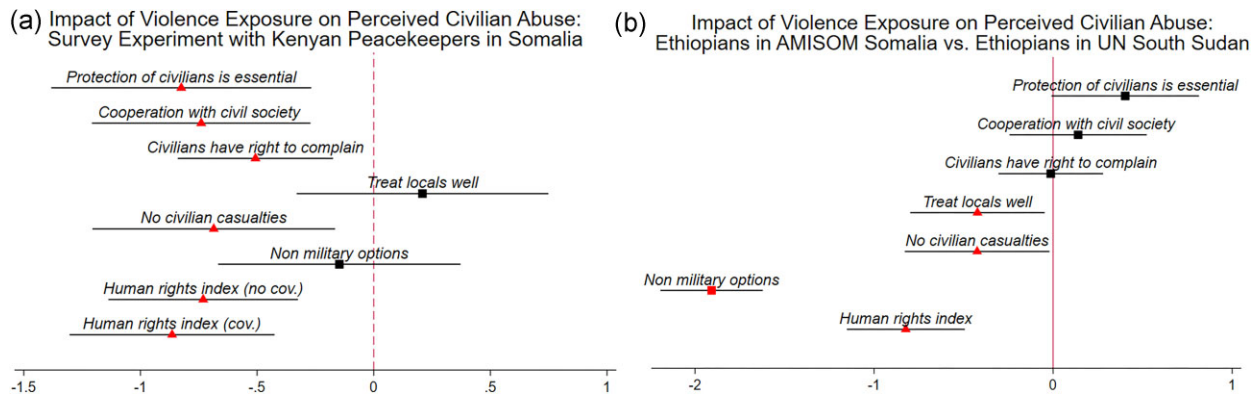 (a) Impact of Violence Exposure on Perceived Civilian Abuse:
Survey Experiment with Kenyan Peacekeepers in Somalia
Protection of civilians is essential
Cooperation with civil society
Civilians have right to complain
Treat locals well
No civilian casualties
Non military options
Human rights index (no cov.)
Human rights index (cov.)
-1.5 -1 -.5 0 .5 1
(b) Impact of Violence Exposure on Perceived Civilian Abuse:
Ethiopians in AMISOM Somalia vs. Ethiopians in UN South Sudan
Protection of civilians is essential
Cooperation with civil society
Civilians have right to complain
Treat locals well
No civilian casualties
Non military options
Human rights index
-2 -1 0 1